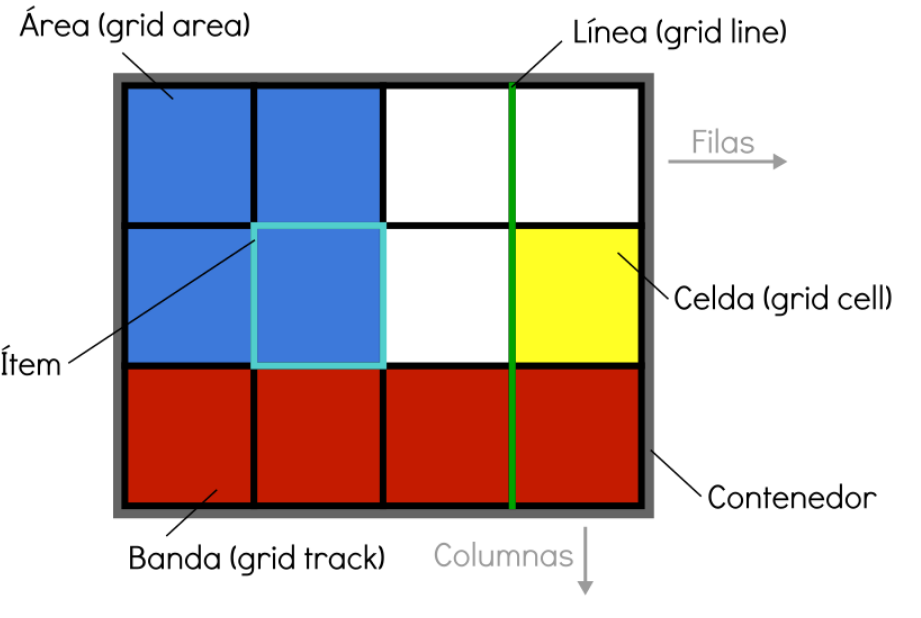 Área (grid area)
Línea (grid line)
Filas
Celda (grid cell)
Ítem
Contenedor
Banda (grid track)
Columnas